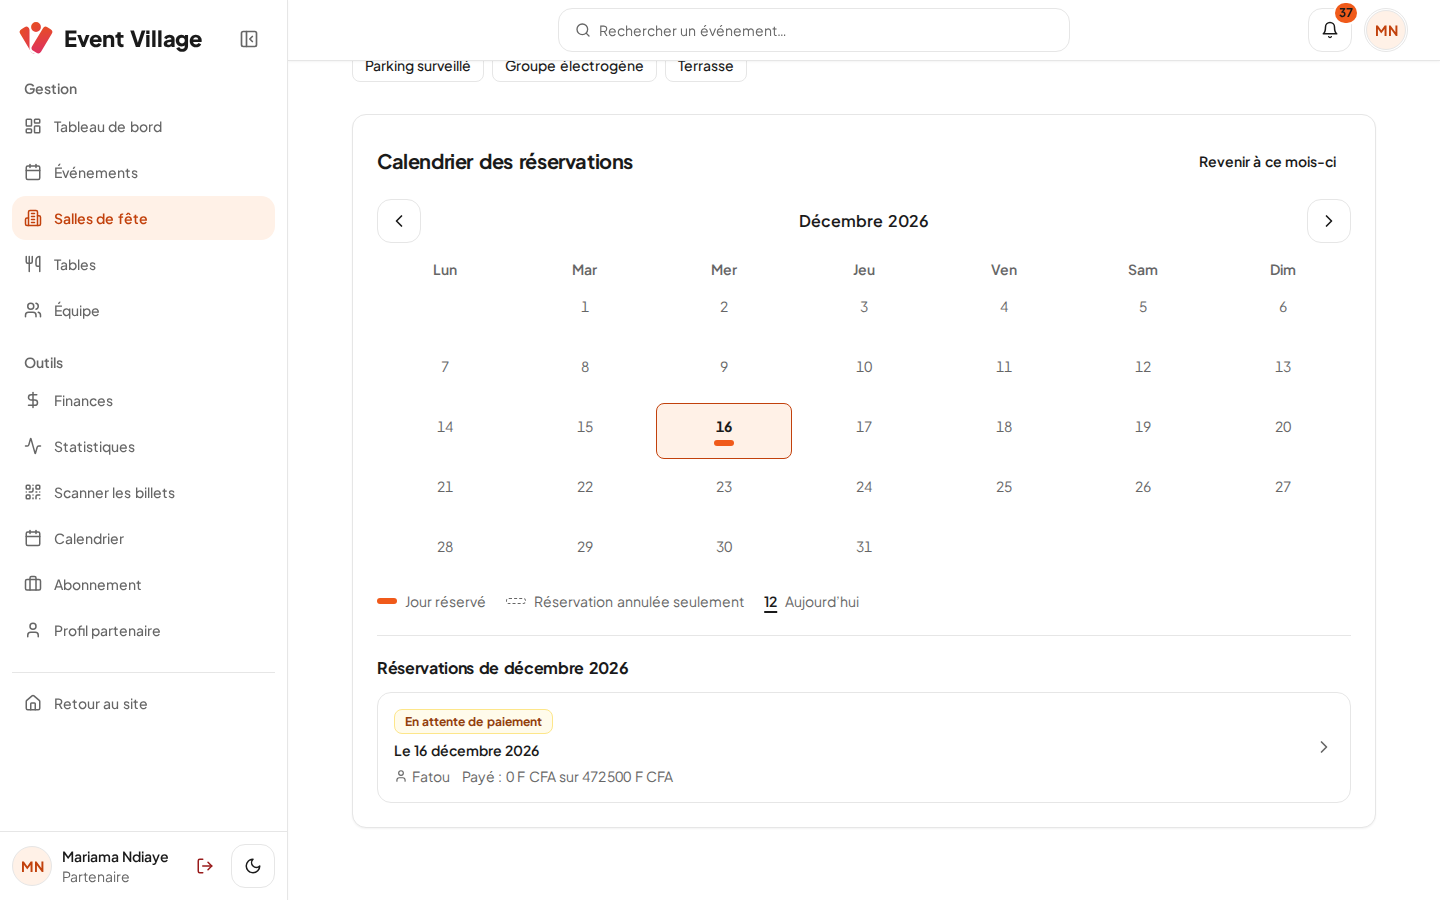 Event Village
Rechercher un événement...
37
MN
Gestion
Tableau de bord
Événements
Salles de fête
Tables
Équipe
Outils
Finances
Statistiques
Scanner les billets
Calendrier
Abonnement
Profil partenaire
Retour au site
MN
Mariama Ndiaye
Partenaire
Parking surveillé
Groupe électrogène
Terrasse
Calendrier des réservations
Revenir à ce mois-ci
Décembre 2026
Lun Mar Mer Jeu Ven Sam Dim
1 2 3 4 5 6
7 8 9 10 11 12 13
14 15 16 17 18 19 20
21 22 23 24 25 26 27
28 29 30 31
Jour réservé Réservation annulée seulement 12 Aujourd'hui
Réservations de décembre 2026
En attente de paiement
Le 16 décembre 2026
Fatou Payé : 0 F CFA sur 472 500 F CFA